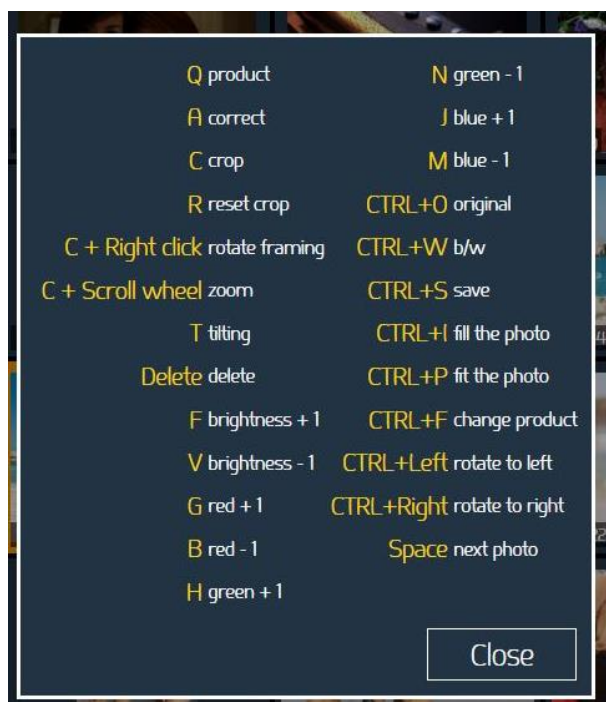 Q product
A correct
C crop
R reset crop
C + Right click rotate framing
C + Scroll wheel zoom
T tilting
Delete delete
F brightness + 1
V brightness - 1
G red + 1
B red - 1
H green + 1
N green - 1
J blue + 1
M blue - 1
CTRL+O original
CTRL+W b/w
CTRL+S save
CTRL+I fill the photo
CTRL+P fit the photo
CTRL+F change product
CTRL+Left rotate to left
CTRL+Right rotate to right
Space next photo
Close